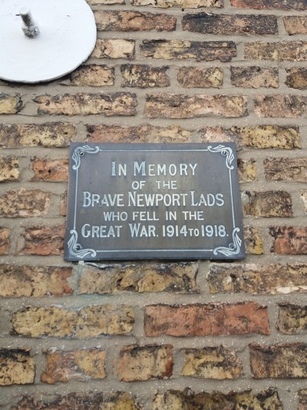 In Memory
of the
Brave Newport Lads
who fell in the
Great War. 1914 to 1918.